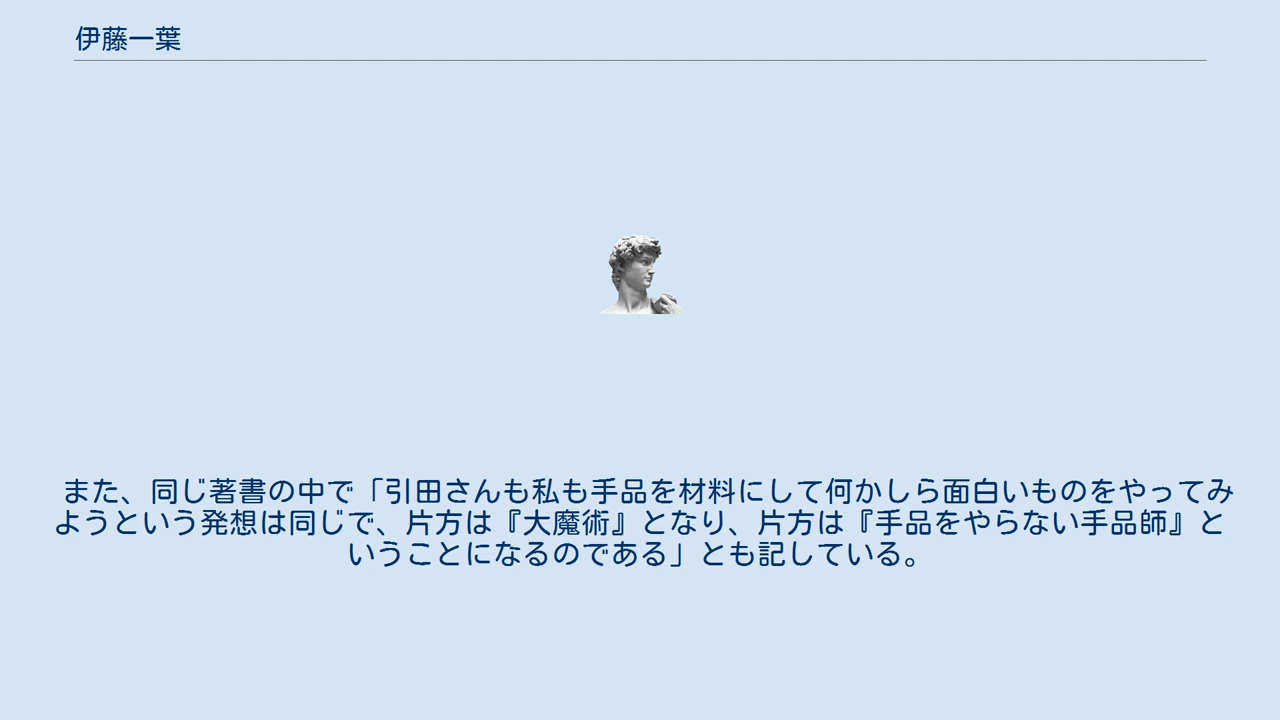 伊藤一葉
また、同じ著書の中で「引田さんも私も手品を材料にして何かしら面白いものをやってみ
ようという発想は同じで、片方は『大魔術』となり、片方は『手品をやらない手品師』と
いうことになるのである」とも記している。